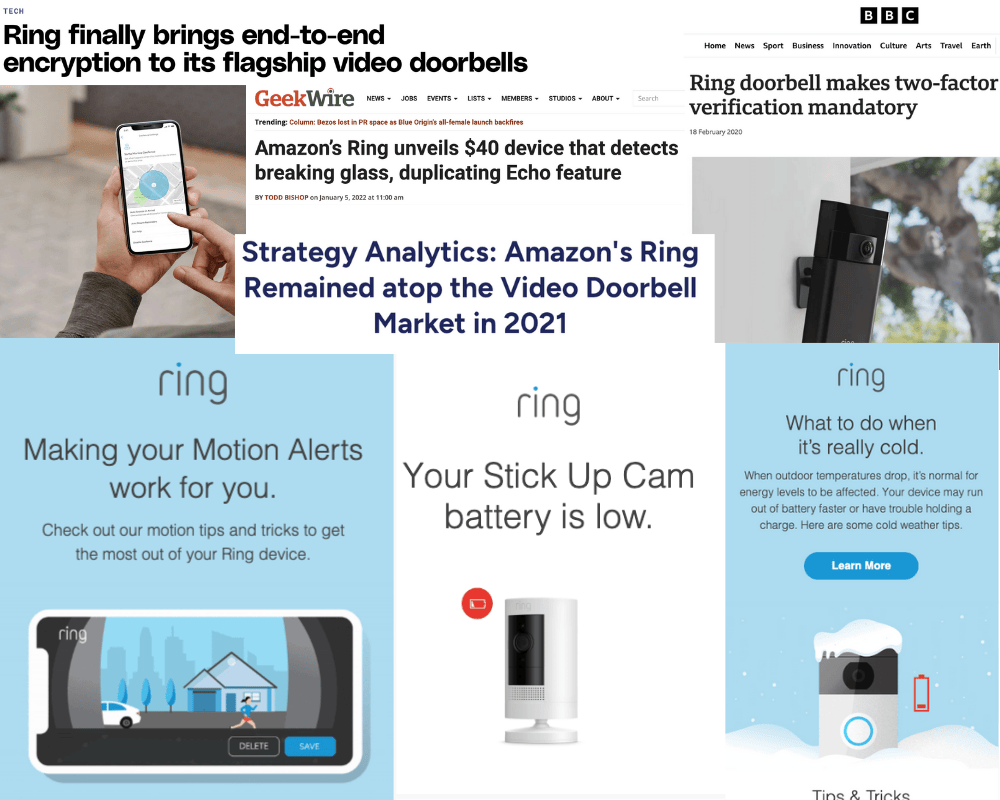 TECH
Ring finally brings end-to-end
encryption to its flagship video doorbells
GeekWire
NEWS JOBS EVENTS LISTS MEMBERS STUDIOS ABOUT Search
Trending: Column: Bezos lost in PR space as Blue Origin's all-female launch backfires
Amazon's Ring unveils $40 device that detects
breaking glass, duplicating Echo feature
BY TODD BISHOP on January 5, 2022 at 11:00 am
BBC
Home News Sport Business Innovation Culture Arts Travel Earth
Ring doorbell makes two-factor
verification mandatory
18 February 2020
ring
Strategy Analytics: Amazon's Ring
Remained atop the Video Doorbell
Market in 2021
ring
Making your Motion Alerts
work for you.
Check out our motion tips and tricks to get
the most out of your Ring device.
ring
DELETE SAVE
ring
Your Stick Up Cam
battery is low.
ring
ring
What to do when
it's really cold.
When outdoor temperatures drop, it's normal for
energy levels to be affected. Your device may run
out of battery faster or have trouble holding a
charge. Here are some cold weather tips.
Learn More
Tips & Tricks